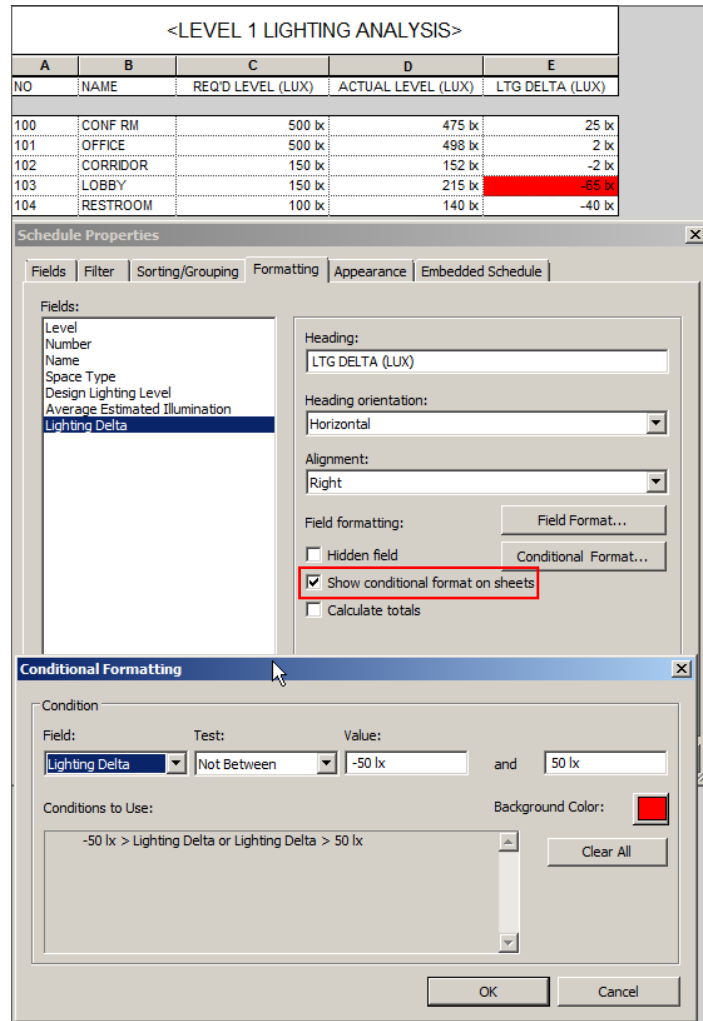 <LEVEL 1 LIGHTING ANALYSIS>
A B C D E
NO NAME REQ'D LEVEL (LUX) ACTUAL LEVEL (LUX) LTG DELTA (LUX)
100 CONF RM 500 lx 475 lx 25 lx
101 OFFICE 500 lx 498 lx 2 lx
102 CORRIDOR 150 lx 152 lx -2 lx
103 LOBBY 150 lx 215 lx -65 lx
104 RESTROOM 100 lx 140 lx -40 lx
Schedule Properties
Fields Filter Sorting/Grouping Formatting Appearance Embedded Schedule
Fields:
Level
Number
Name
Space Type
Design Lighting Level
Average Estimated Illumination
Lighting Delta
Heading:
LTG DELTA (LUX)
Heading orientation:
Horizontal
Alignment:
Right
Field formatting: Field Format...
Hidden field Conditional Format...
Show conditional format on sheets
Calculate totals
Conditional Formatting
Condition
Field: Test: Value:
Lighting Delta Not Between -50 lx and 50 lx
Conditions to Use: Background Color:
-50 lx > Lighting Delta or Lighting Delta > 50 lx
Clear All
OK Cancel